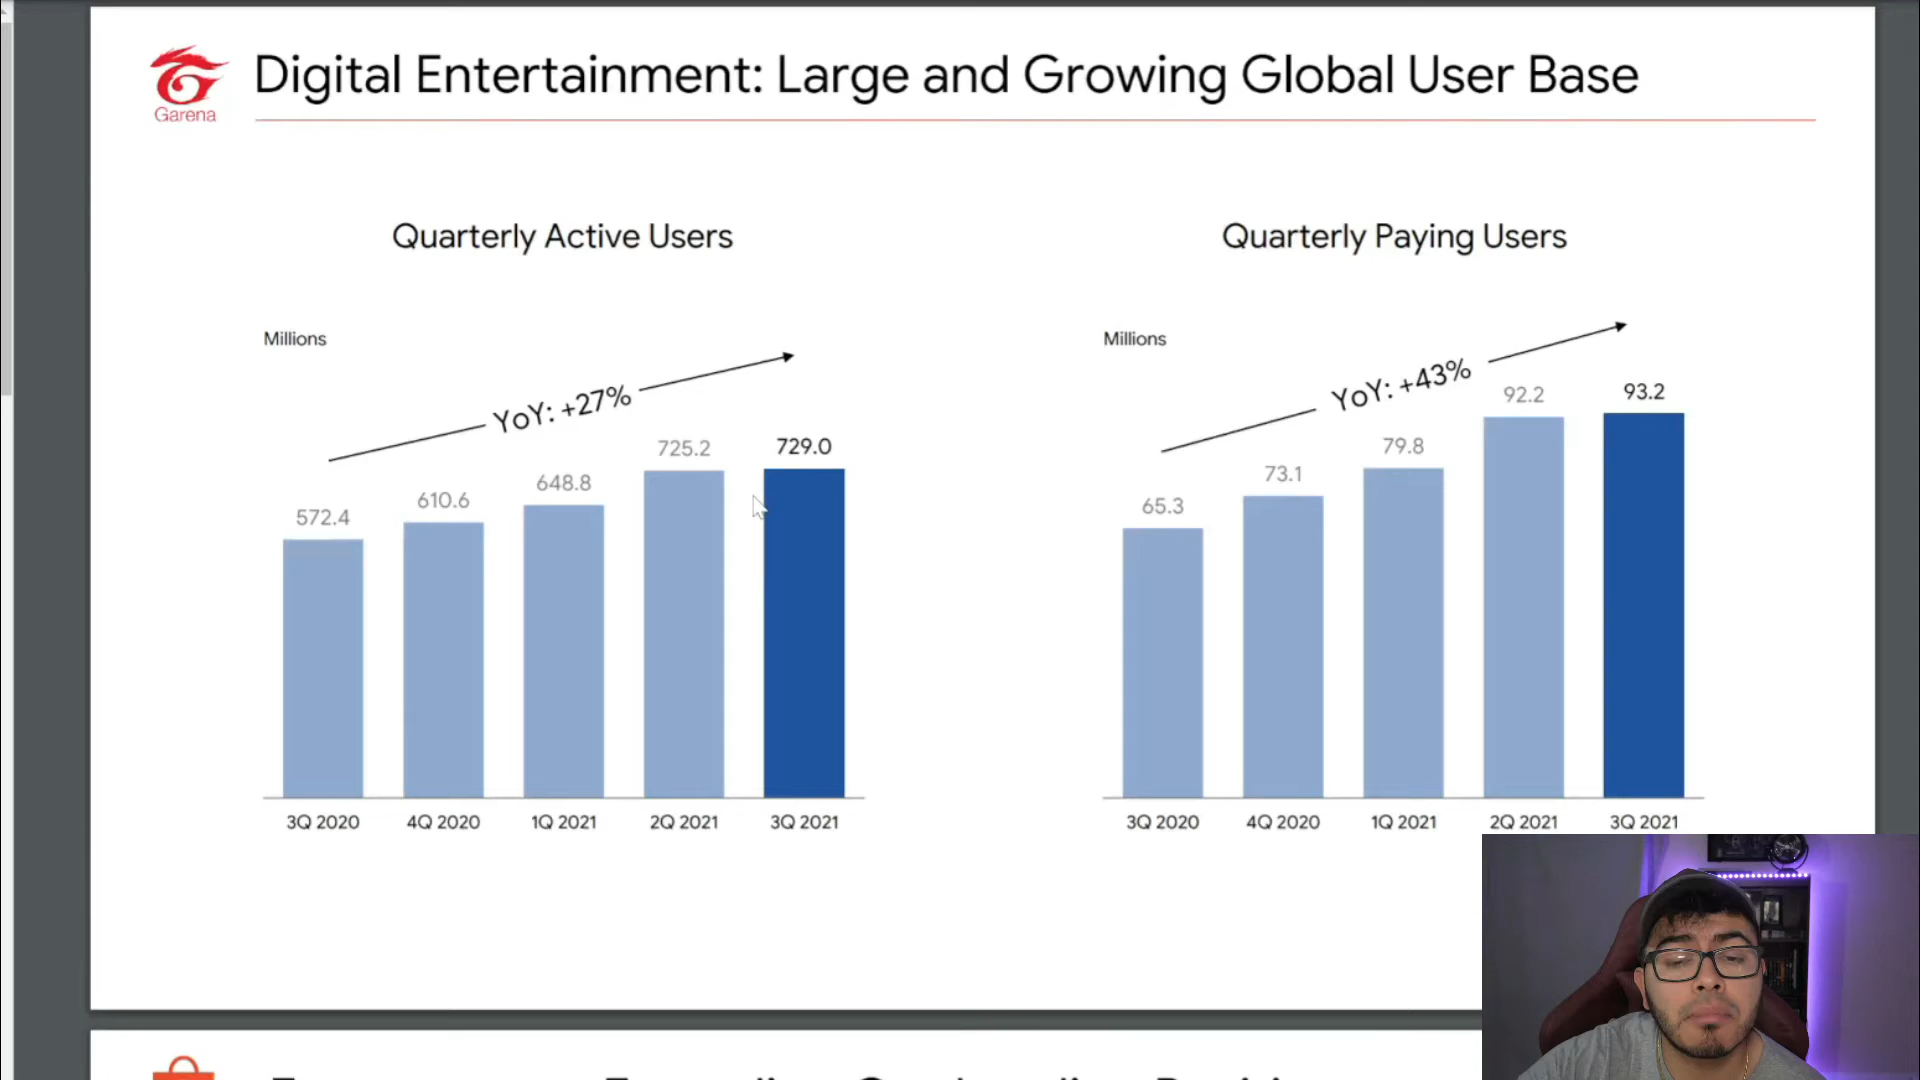 Garena
Digital Entertainment: Large and Growing Global User Base
Quarterly Active Users
Millions
YoY: +27%
572.4
610.6
648.8
725.2
729.0
3Q 2020
4Q 2020
1Q 2021
2Q 2021
3Q 2021
Quarterly Paying Users
Millions
YoY: +43%
65.3
73.1
79.8
92.2
93.2
3Q 2020
4Q 2020
1Q 2021
2Q 2021
3Q 2021